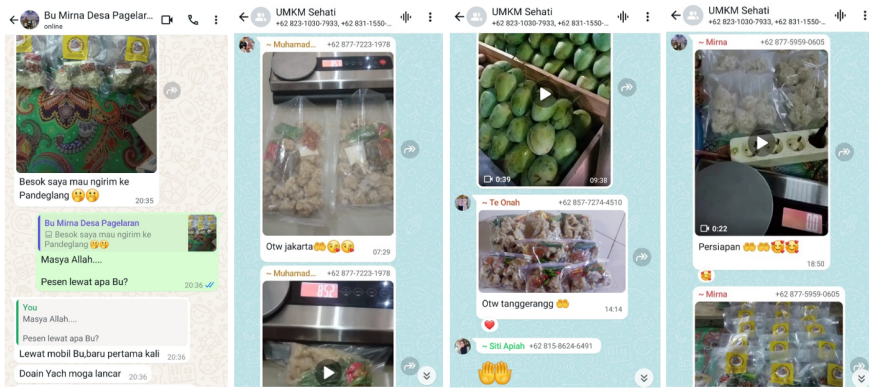 Bu Mirna Desa Pagelar...
online
Besok saya mau ngirim ke
Pandeglang 🤫🤫
20:35
Bu Mirna Desa Pagelaran
Besok saya mau ngirim ke
Pandeglang 🤫🤫
Masya Allah....
Pesen lewat apa Bu?
20:36
You
Masya Allah....
Pesen lewat apa Bu?
Lewat mobil Bu,baru pertama kali
20:36
Doain Yach moga lancar
20:36
UMKM Sehati
+62 823-1030-7933, +62 831-1550-...
~ Muhamad...
+62 877-7223-1978
Otw jakarta🤲😘😘
07:29
~ Muhamad...
+62 877-7223-1978
UMKM Sehati
+62 823-1030-7933, +62 831-1550-...
0:39
09:38
~ Te Onah
+62 857-7274-4510
Otw tanggerangg 🤲
14:14
❤️
~ Siti Apiah
+62 815-8624-6491
🤲
UMKM Sehati
+62 823-1030-7933, +62 831-1550-...
~ Mirna
+62 877-5959-0605
0:22
Persiapan 🤲🤲🥰🥰
18:50
🥰
~ Mirna
+62 877-5959-0605